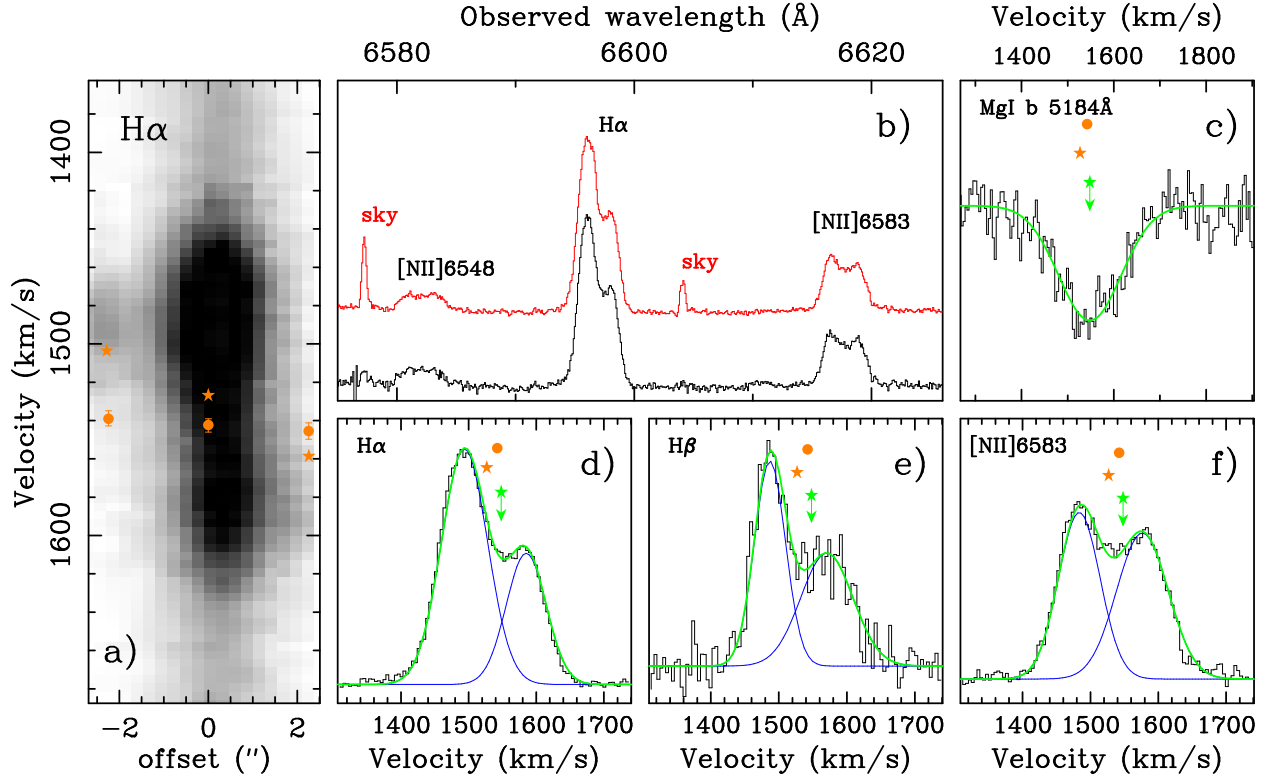 Observed wavelength (Å)
6580 6600 6620
Velocity (km/s)
1400 1600 1800
Hα
a)
Velocity (km/s)
1400
1500
1600
−2 0 2
offset (″)
b)
Hα
sky
[NII]6548
sky
[NII]6583
MgI b 5184Å
c)
Hα
d)
1400 1500 1600 1700
Velocity (km/s)
Hβ
e)
1400 1500 1600 1700
Velocity (km/s)
[NII]6583
f)
1400 1500 1600 1700
Velocity (km/s)